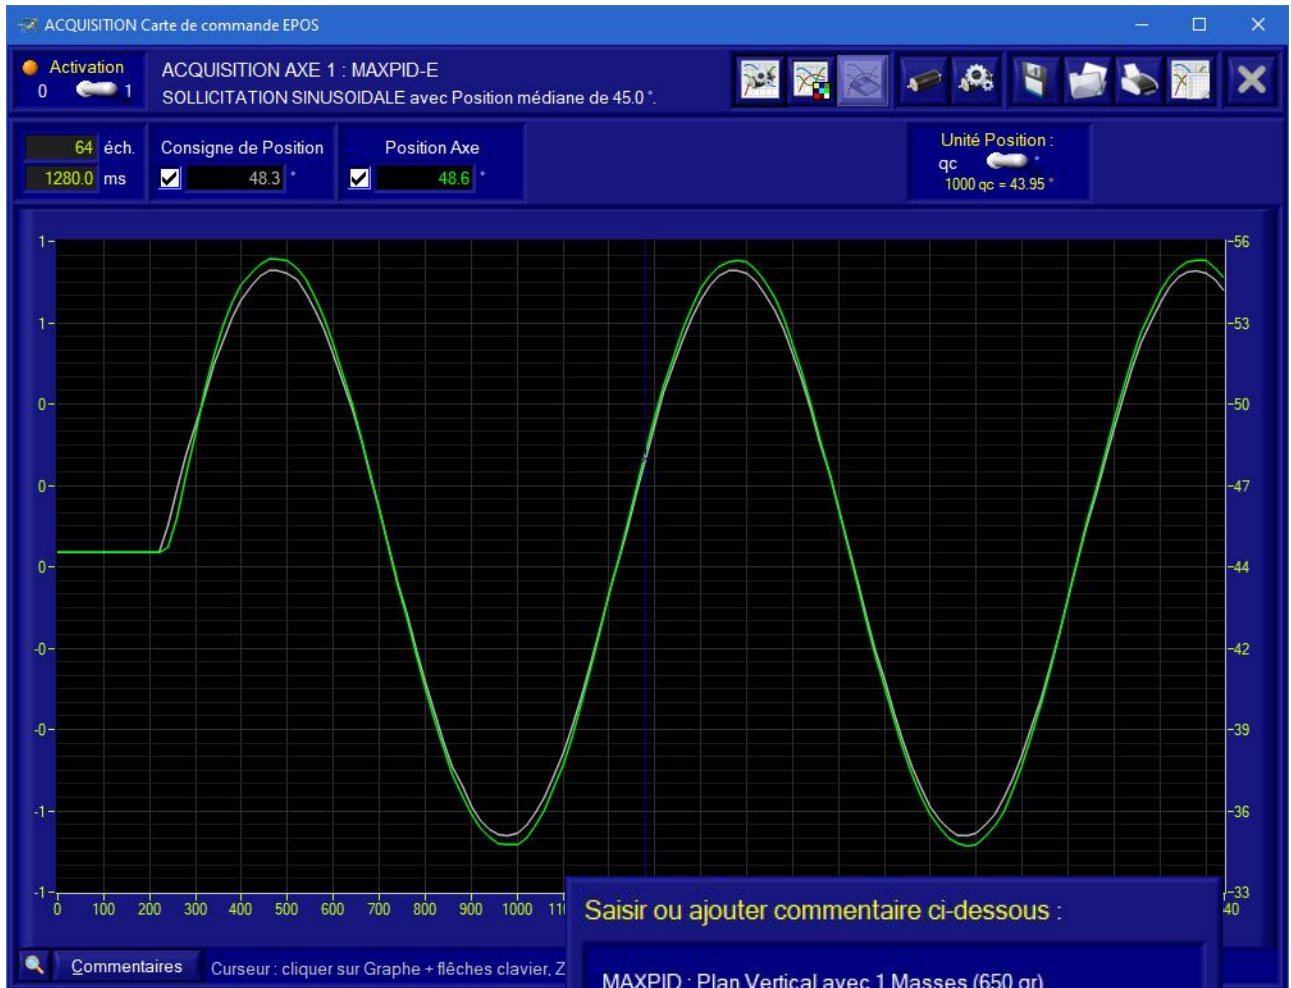 ACQUISITION Carte de commande EPOS
Activation
0 1
ACQUISITION AXE 1 : MAXPID-E
SOLLICITATION SINUSOIDALE avec Position médiane de 45.0 °.
64 éch.
1280.0 ms
Consigne de Position
48.3 °
Position Axe
48.6 °
Unité Position :
qc °
1000 qc = 43.95 °
1
1
0
0
0
-0
-0
-1
-1
56
53
50
47
44
42
39
36
33
0 100 200 300 400 500 600 700 800 900 1000 11 40
Saisir ou ajouter commentaire ci-dessous :
MAXPID : Plan Vertical avec 1 Masses (650 gr)
Commentaires
Curseur : cliquer sur Graphe + flêches clavier, Z